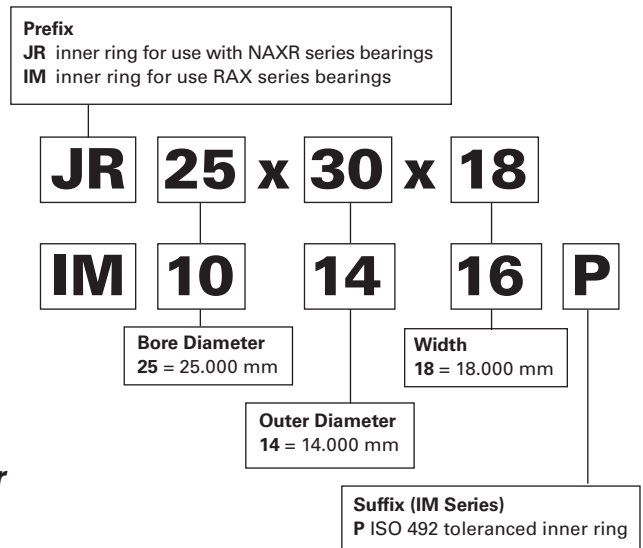 Prefix
JR inner ring for use with NAXR series bearings
IM inner ring for use RAX series bearings
JR 25 x 30 x 18
IM 10 14 16 P
Bore Diameter
25 = 25.000 mm
Width
18 = 18.000 mm
Outer Diameter
14 = 14.000 mm
r
Suffix (IM Series)
P ISO 492 toleranced inner ring